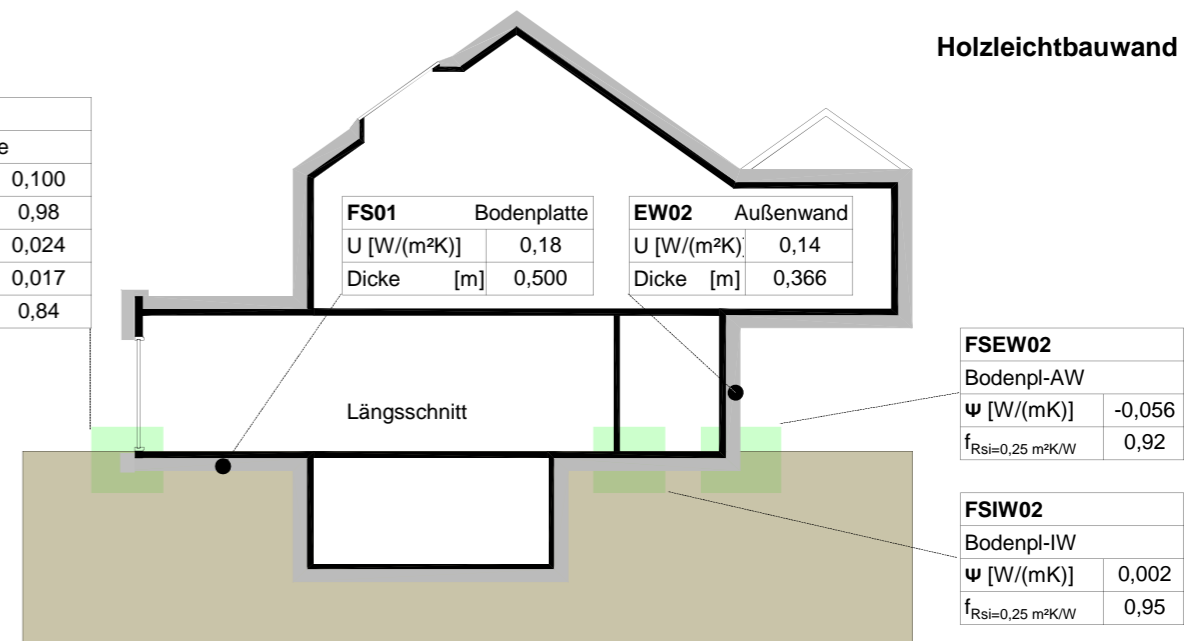 Holzleichtbauwand
e
0,100
0,98
0,024
0,017
0,84
FS01 Bodenplatte
U [W/(m²K)] 0,18
Dicke [m] 0,500
EW02 Außenwand
U [W/(m²K) 0,14
Dicke [m] 0,366
Längsschnitt
FSEW02
Bodenpl-AW
Ψ [W/(mK)] -0,056
fRsi=0,25 m²K/W 0,92
FSIW02
Bodenpl-IW
Ψ [W/(mK)] 0,002
fRsi=0,25 m²K/W 0,95